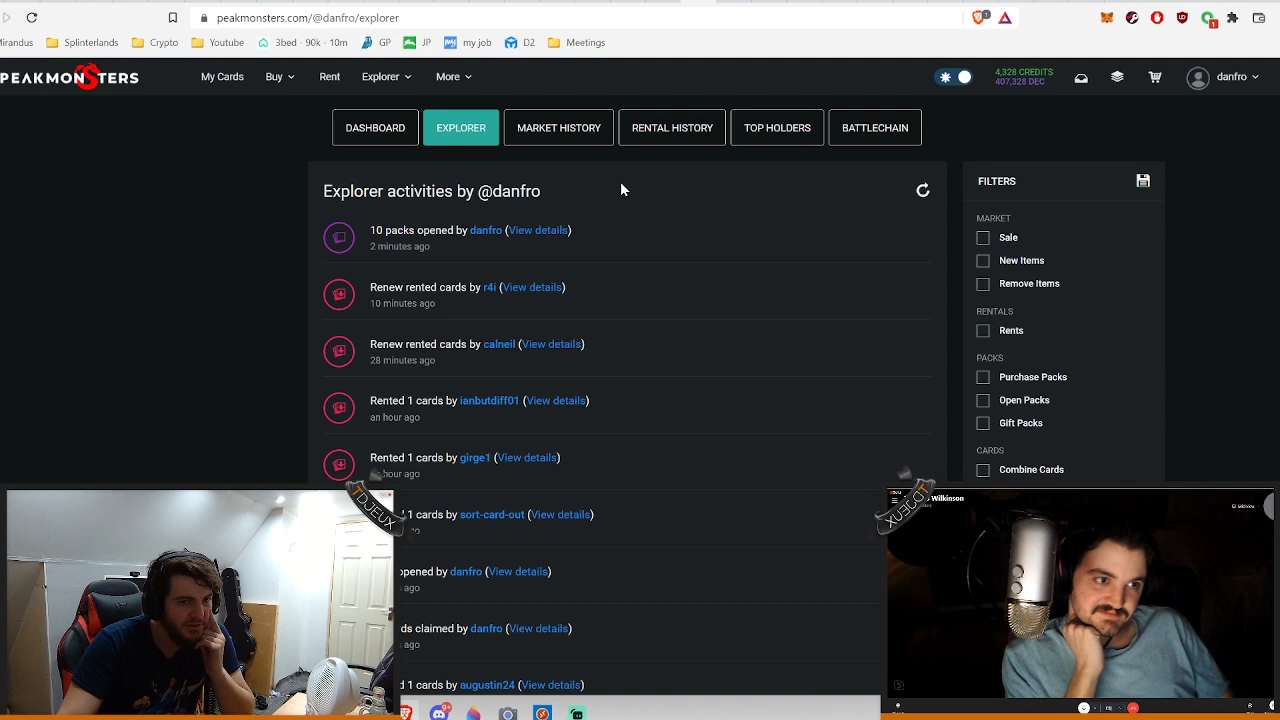 peakmonsters.com/@danfro/explorer
1
1
Mirandus Splinterlands Crypto Youtube 3bed - 90k - 10m GP JP my job D2 Meetings
PEAKMONSTERS My Cards Buy Rent Explorer More
4,328 CREDITS
407,328 DEC
danfro
DASHBOARD EXPLORER MARKET HISTORY RENTAL HISTORY TOP HOLDERS BATTLECHAIN
Explorer activities by @danfro
10 packs opened by danfro (View details)
2 minutes ago
Renew rented cards by r4i (View details)
10 minutes ago
Renew rented cards by calneil (View details)
28 minutes ago
Rented 1 cards by ianbutdiff01 (View details)
an hour ago
Rented 1 cards by girge1 (View details)
hour ago
1 cards by sort-card-out (View details)
go
opened by danfro (View details)
s ago
ds claimed by danfro (View details)
s ago
1 cards by augustin24 (View details)
FILTERS
MARKET
Sale
New Items
Remove Items
RENTALS
Rents
PACKS
Purchase Packs
Open Packs
Gift Packs
CARDS
Combine Cards
TDJEUX
TDJEUX
Wilkinson
9+